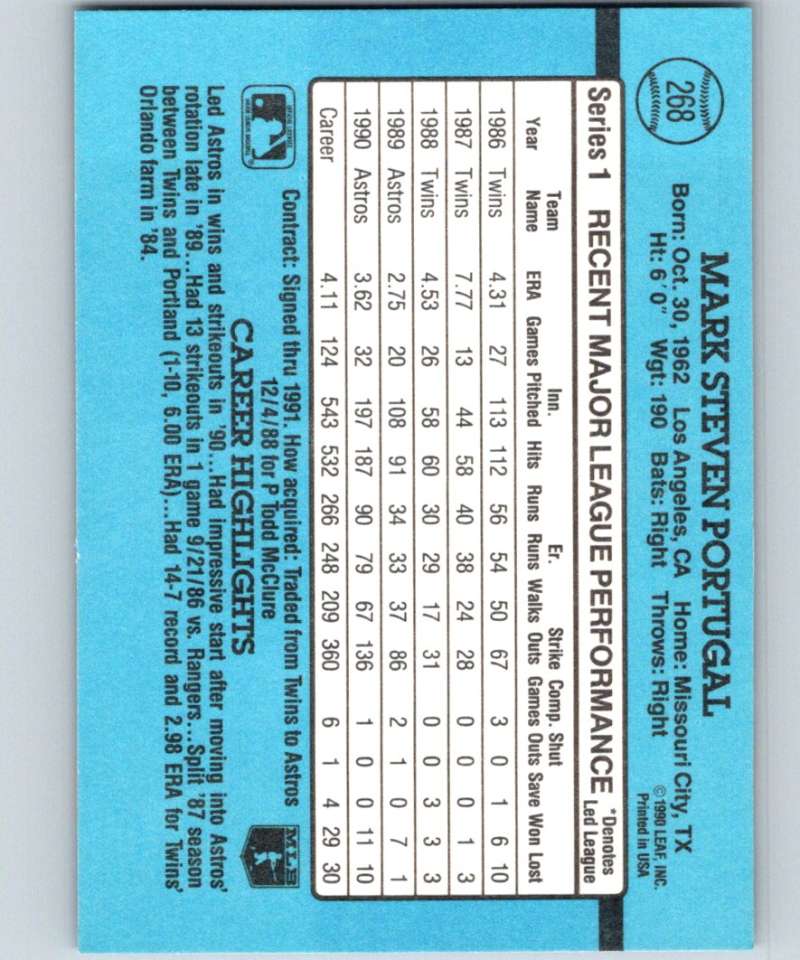 268
MARK STEVEN PORTUGAL
Born: Oct. 30, 1962 Los Angeles, CA Home: Missouri City, TX
Ht: 6'0" Wgt: 190 Bats: Right Throws: Right
©1990 LEAF, INC.
Printed in USA
Series 1 RECENT MAJOR LEAGUE PERFORMANCE *Denotes Led League
Year Team Name ERA Games Inn. Pitched Hits Runs Er. Runs Walks Strike Outs Comp. Games Shut Outs Save Won Lost
1986 Twins 4.31 27 113 112 56 54 50 67 3 0 1 6 10
1987 Twins 7.77 13 44 58 40 38 24 28 0 0 0 1 3
1988 Twins 4.53 26 58 60 30 29 17 31 0 0 3 3 3
1989 Astros 2.75 20 108 91 34 33 37 86 2 1 0 7 1
1990 Astros 3.62 32 197 187 90 79 67 136 1 0 0 11 10
Career 4.11 124 543 532 266 248 209 360 6 1 4 29 30
Contract: Signed thru 1991. How acquired: Traded from Twins to Astros
12/4/88 for P Todd McClure
CAREER HIGHLIGHTS
MLB
Led Astros in wins and strikeouts in '90...Had impressive start after moving into Astros'
rotation late in '89...Had 13 strikeouts in 1 game 9/21/86 vs. Rangers...Split '87 season
between Twins and Portland (1-10, 6.00 ERA)...Had 14-7 record and 2.98 ERA for Twins'
Orlando farm in '84.